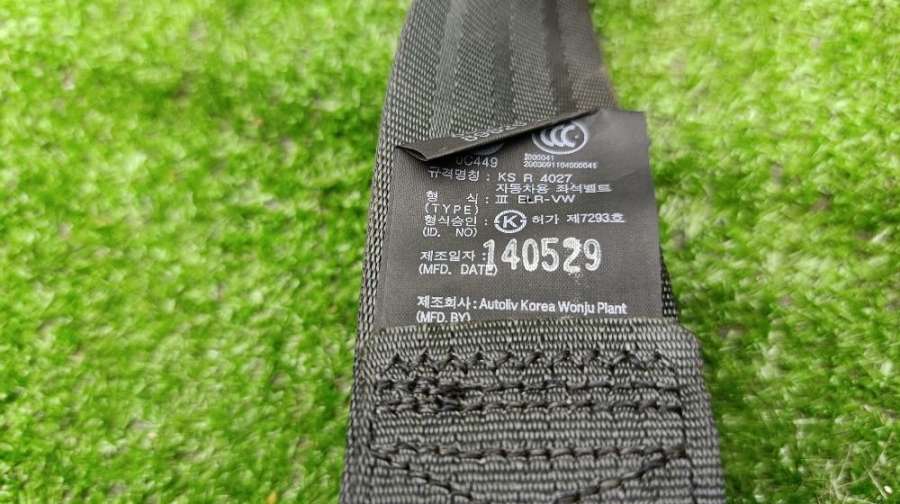 0C449
2003091104000045
규격명칭 : KS R 4027
자동차용 좌석벨트
형 식 : Ⅲ ELR-VW
(TYPE)
형식승인 : K 허가 제7293호
(ID. NO)
제조일자 : 140529
(MFD. DATE)
제조회사 : Autoliv Korea Wonju Plant
(MFD. BY)